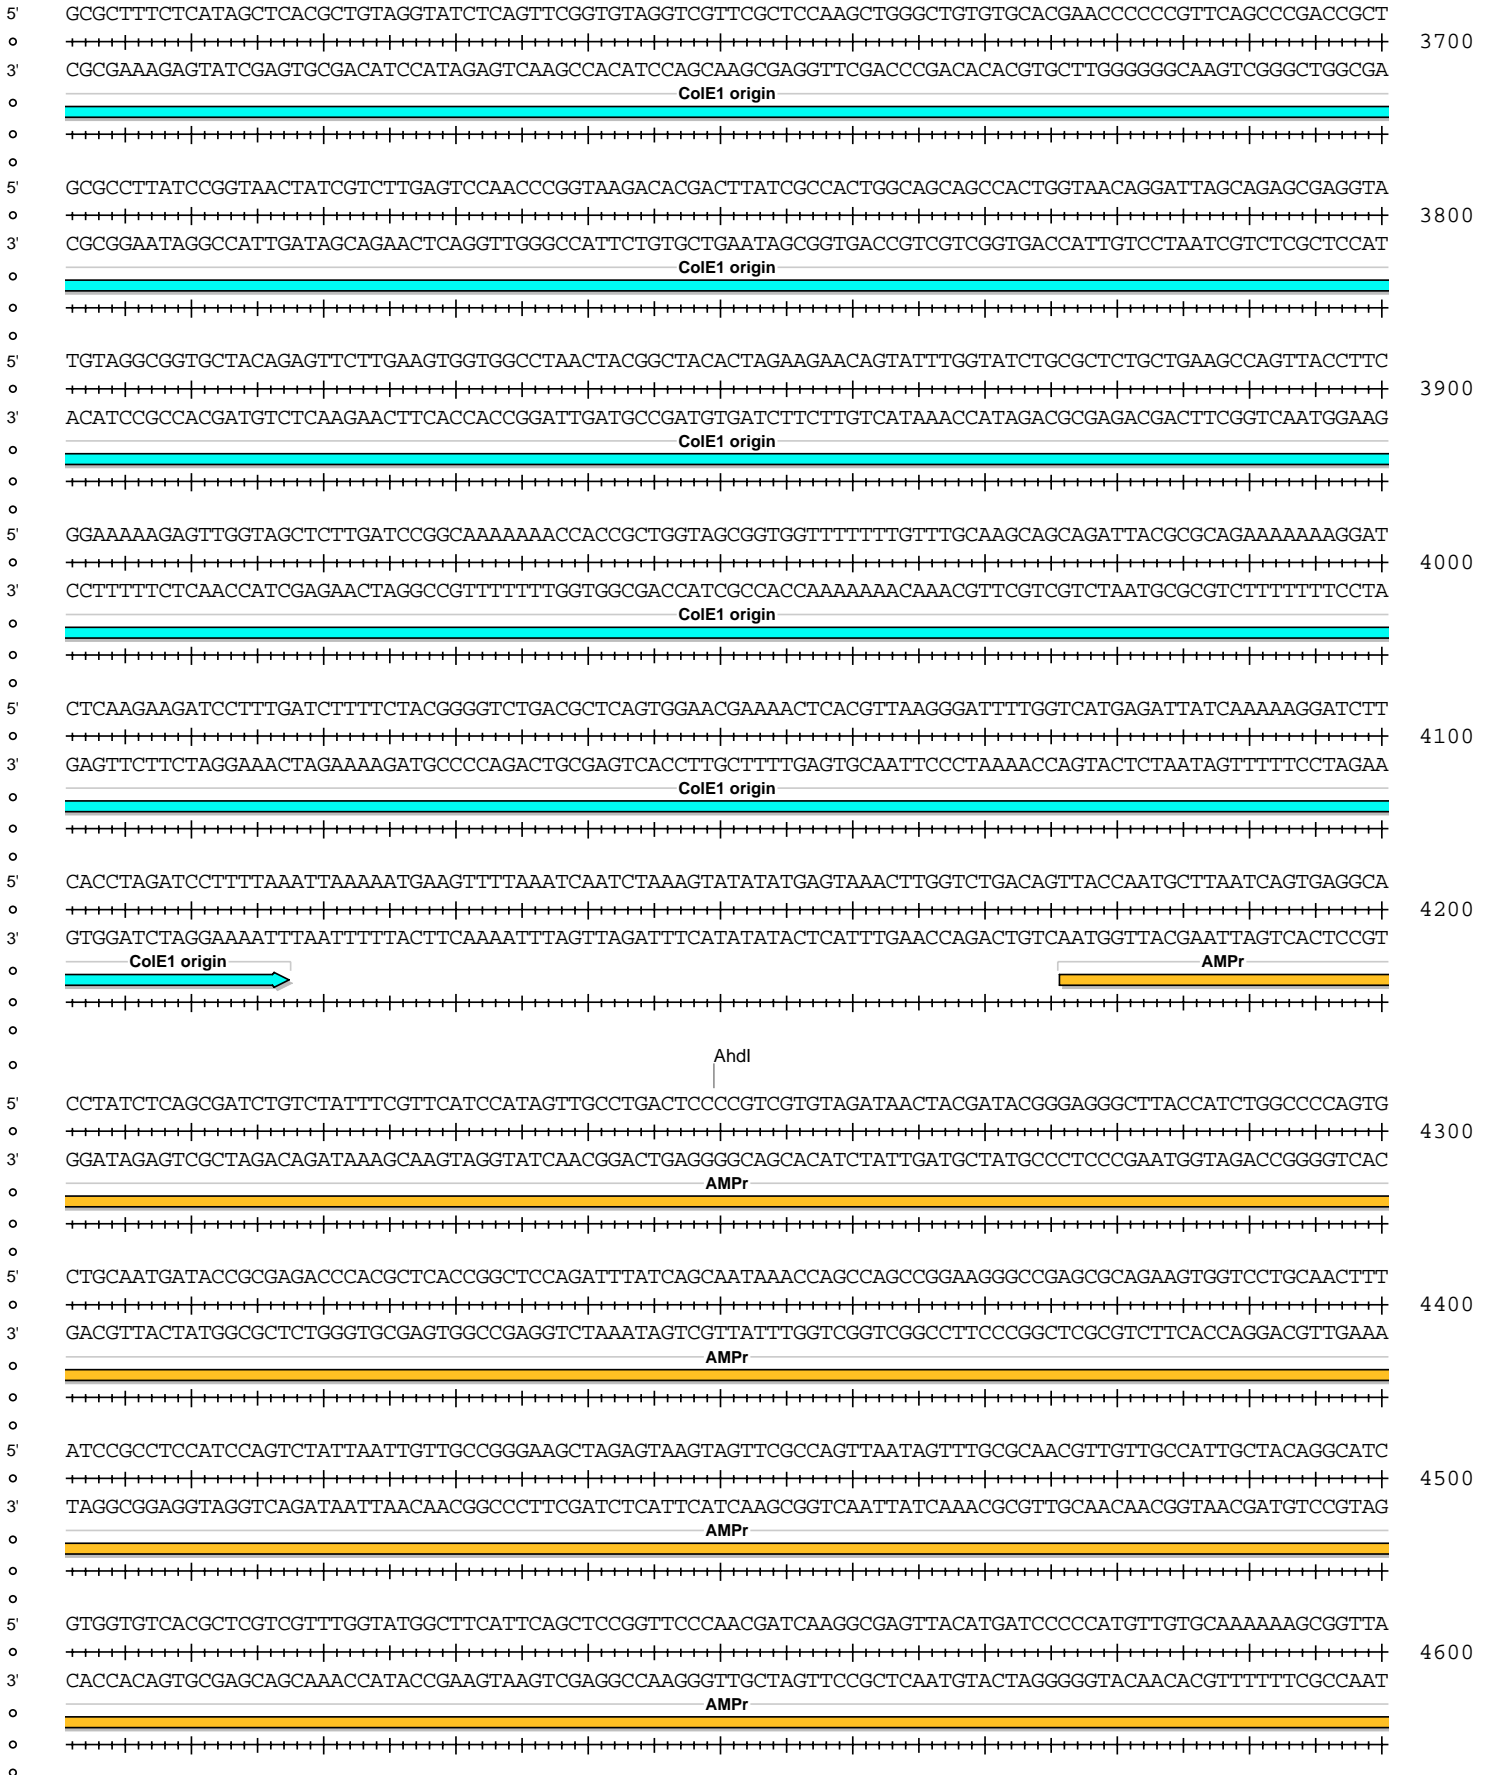 5' GCGCTTTCTCATAGCTCACGCTGTAGGTATCTCAGTTCGGTGTAGGTCGTTCGCTCCAAGCTGGGCTGTGTGCACGAACCCCCCGTTCAGCCCGACCGCT
3700
3' CGCGAAAGAGTATCGAGTGCGACATCCATAGAGTCAAGCCACATCCAGCAAGCGAGGTTCGACCCGACACACGTGCTTGGGGGGCAAGTCGGGCTGGCGA
ColE1 origin
5' GCGCCTTATCCGGTAACTATCGTCTTGAGTCCAACCCGGTAAGACACGACTTATCGCCACTGGCAGCAGCCACTGGTAACAGGATTAGCAGAGCGAGGTA
3800
3' CGCGGAATAGGCCATTGATAGCAGAACTCAGGTTGGGCCATTCTGTGCTGAATAGCGGTGACCGTCGTCGGTGACCATTGTCCTAATCGTCTCGCTCCAT
ColE1 origin
5' TGTAGGCGGTGCTACAGAGTTCTTGAAGTGGTGGCCTAACTACGGCTACACTAGAAGAACAGTATTTGGTATCTGCGCTCTGCTGAAGCCAGTTACCTTC
3900
3' ACATCCGCCACGATGTCTCAAGAACTTCACCACCGGATTGATGCCGATGTGATCTTCTTGTCATAAACCATAGACGCGAGACGACTTCGGTCAATGGAAG
ColE1 origin
5' GGAAAAAGAGTTGGTAGCTCTTGATCCGGCAAAAAAACCACCGCTGGTAGCGGTGGTTTTTTTGTTTGCAAGCAGCAGATTACGCGCAGAAAAAAAGGAT
4000
3' CCTTTTTCTCAACCATCGAGAACTAGGCCGTTTTTTTGGTGGCGACCATCGCCACCAAAAAAACAAACGTTCGTCGTCTAATGCGCGTCTTTTTTTCCTA
ColE1 origin
5' CTCAAGAAGATCCTTTGATCTTTTCTACGGGGTCTGACGCTCAGTGGAACGAAAACTCACGTTAAGGGATTTTGGTCATGAGATTATCAAAAAGGATCTT
4100
3' GAGTTCTTCTAGGAAACTAGAAAAGATGCCCCAGACTGCGAGTCACCTTGCTTTTGAGTGCAATTCCCTAAAACCAGTACTCTAATAGTTTTTCCTAGAA
ColE1 origin
5' CACCTAGATCCTTTTAAATTAAAAATGAAGTTTTAAATCAATCTAAAGTATATATGAGTAAACTTGGTCTGACAGTTACCAATGCTTAATCAGTGAGGCA
4200
3' GTGGATCTAGGAAAATTTAATTTTTACTTCAAAATTTAGTTAGATTTCATATATACTCATTTGAACCAGACTGTCAATGGTTACGAATTAGTCACTCCGT
ColE1 origin AMPr
AhdI
5' CCTATCTCAGCGATCTGTCTATTTCGTTCATCCATAGTTGCCTGACTCCCCGTCGTGTAGATAACTACGATACGGGAGGGCTTACCATCTGGCCCCAGTG
4300
3' GGATAGAGTCGCTAGACAGATAAAGCAAGTAGGTATCAACGGACTGAGGGGCAGCACATCTATTGATGCTATGCCCTCCCGAATGGTAGACCGGGGTCAC
AMPr
5' CTGCAATGATACCGCGAGACCCACGCTCACCGGCTCCAGATTTATCAGCAATAAACCAGCCAGCCGGAAGGGCCGAGCGCAGAAGTGGTCCTGCAACTTT
4400
3' GACGTTACTATGGCGCTCTGGGTGCGAGTGGCCGAGGTCTAAATAGTCGTTATTTGGTCGGTCGGCCTTCCCGGCTCGCGTCTTCACCAGGACGTTGAAA
AMPr
5' ATCCGCCTCCATCCAGTCTATTAATTGTTGCCGGGAAGCTAGAGTAAGTAGTTCGCCAGTTAATAGTTTGCGCAACGTTGTTGCCATTGCTACAGGCATC
4500
3' TAGGCGGAGGTAGGTCAGATAATTAACAACGGCCCTTCGATCTCATTCATCAAGCGGTCAATTATCAAACGCGTTGCAACAACGGTAACGATGTCCGTAG
AMPr
5' GTGGTGTCACGCTCGTCGTTTGGTATGGCTTCATTCAGCTCCGGTTCCCAACGATCAAGGCGAGTTACATGATCCCCCATGTTGTGCAAAAAAGCGGTTA
4600
3' CACCACAGTGCGAGCAGCAAACCATACCGAAGTAAGTCGAGGCCAAGGGTTGCTAGTTCCGCTCAATGTACTAGGGGGTACAACACGTTTTTTCGCCAAT
AMPr